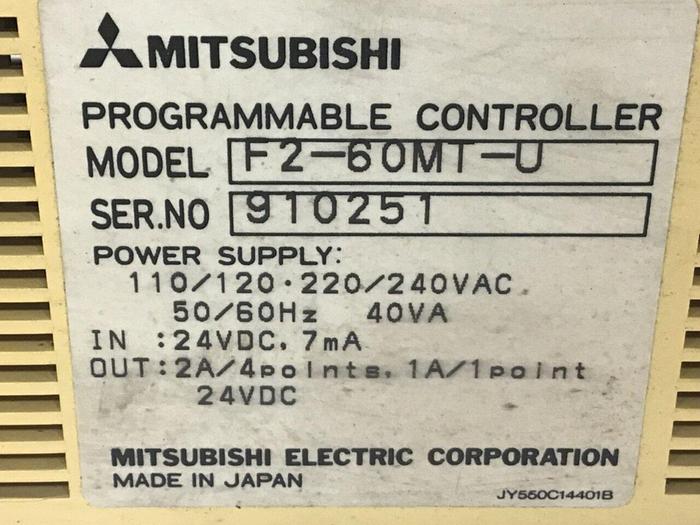 MITSUBISHI
PROGRAMMABLE CONTROLLER
MODEL F2-60MT-U
SER.NO 910251
POWER SUPPLY:
110/120·220/240VAC
50/60Hz 40VA
IN :24VDC, 7mA
OUT:2A/4points, 1A/1point
24VDC
MITSUBISHI ELECTRIC CORPORATION
MADE IN JAPAN
JY550C14401B